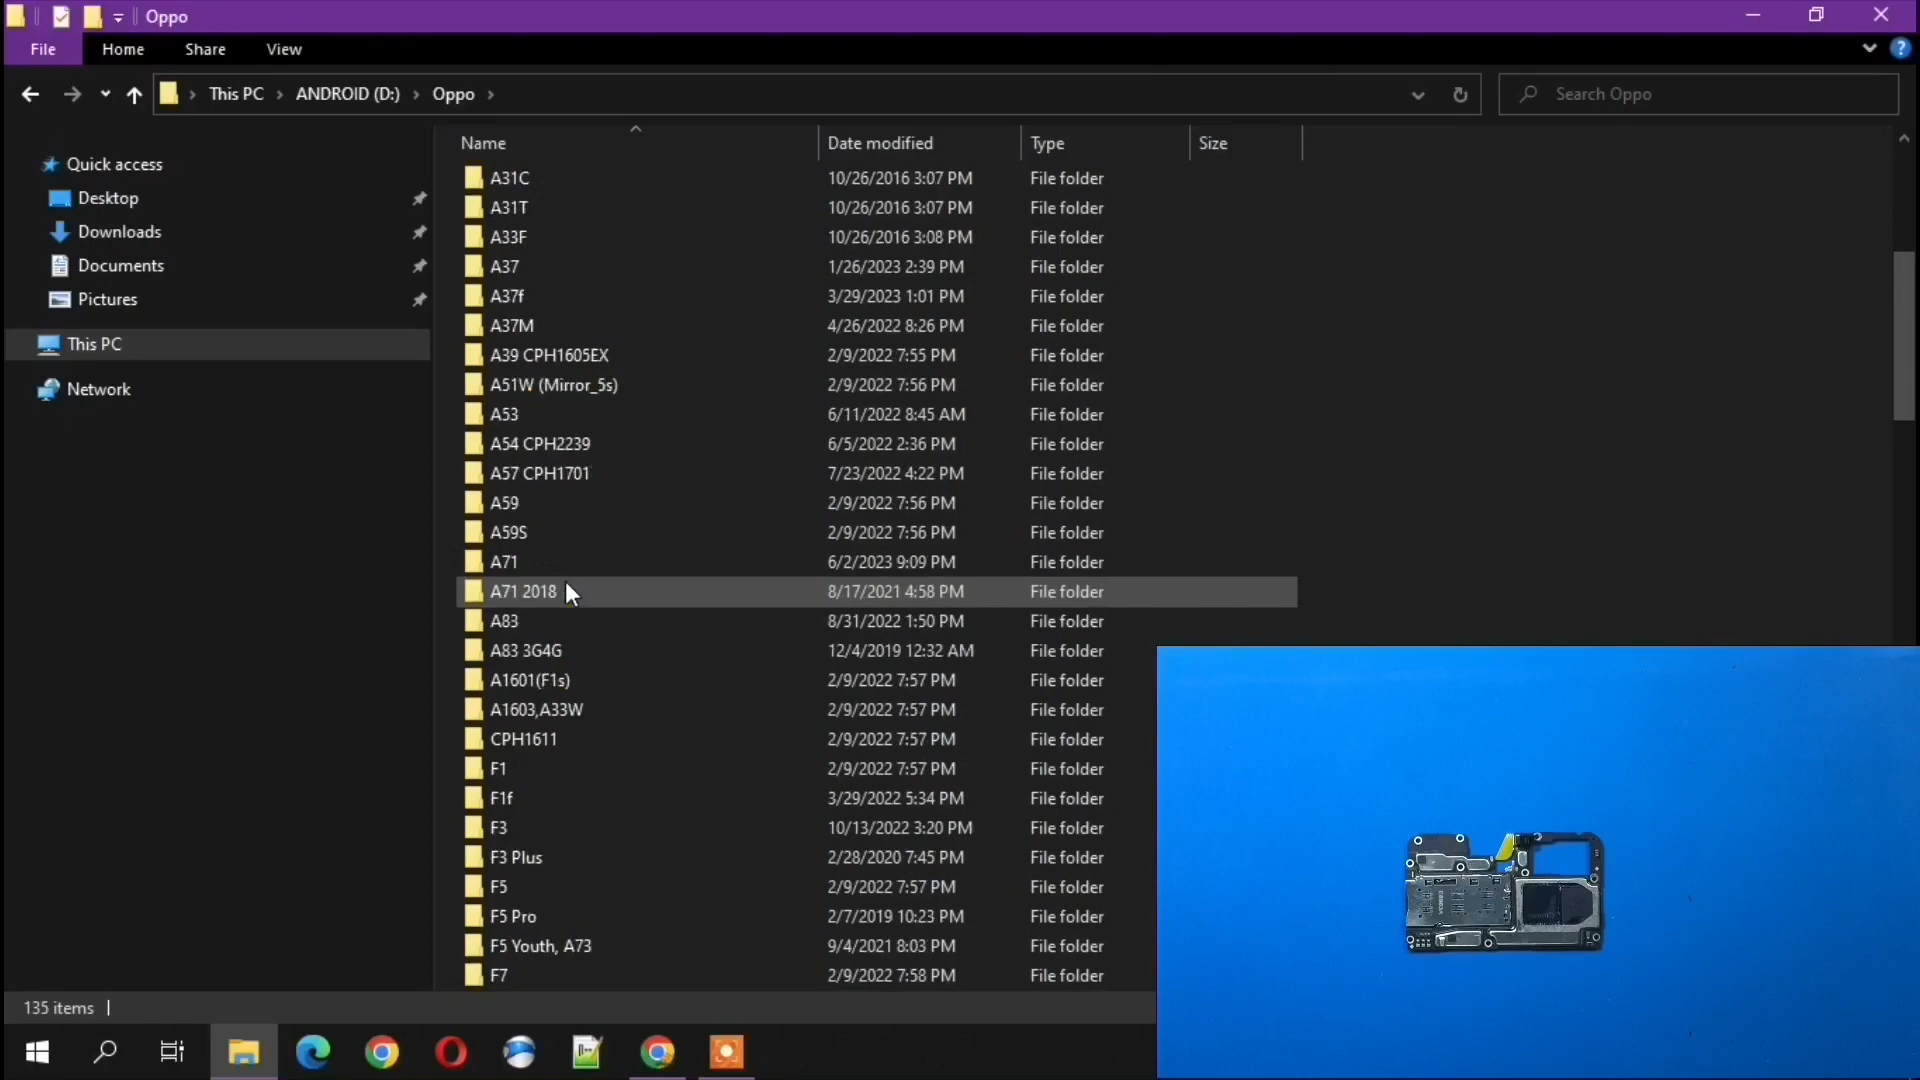 Oppo
File Home Share View
This PC ANDROID (D:) Oppo
Search Oppo
Quick access
Desktop
Downloads
Documents
Pictures
This PC
Network
Name Date modified Type Size
A31C 10/26/2016 3:07 PM File folder
A31T 10/26/2016 3:07 PM File folder
A33F 10/26/2016 3:08 PM File folder
A37 1/26/2023 2:39 PM File folder
A37f 3/29/2023 1:01 PM File folder
A37M 4/26/2022 8:26 PM File folder
A39 CPH1605EX 2/9/2022 7:55 PM File folder
A51W (Mirror_5s) 2/9/2022 7:56 PM File folder
A53 6/11/2022 8:45 AM File folder
A54 CPH2239 6/5/2022 2:36 PM File folder
A57 CPH1701 7/23/2022 4:22 PM File folder
A59 2/9/2022 7:56 PM File folder
A59S 2/9/2022 7:56 PM File folder
A71 6/2/2023 9:09 PM File folder
A71 2018 8/17/2021 4:58 PM File folder
A83 8/31/2022 1:50 PM File folder
A83 3G4G 12/4/2019 12:32 AM File folder
A1601(F1s) 2/9/2022 7:57 PM File folder
A1603,A33W 2/9/2022 7:57 PM File folder
CPH1611 2/9/2022 7:57 PM File folder
F1 2/9/2022 7:57 PM File folder
F1f 3/29/2022 5:34 PM File folder
F3 10/13/2022 3:20 PM File folder
F3 Plus 2/28/2020 7:45 PM File folder
F5 2/9/2022 7:57 PM File folder
F5 Pro 2/7/2019 10:23 PM File folder
F5 Youth, A73 9/4/2021 8:03 PM File folder
F7 2/9/2022 7:58 PM File folder
135 items